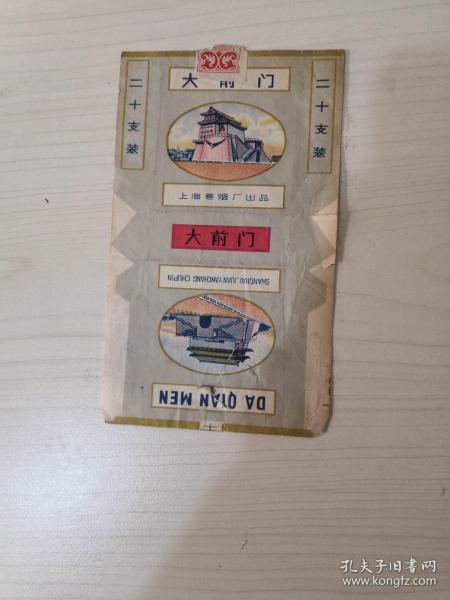 大前门
二十支装
二十支装
上海卷烟厂出品
大前门
SHANGHAI JUANYANCHANG CHUPIN
DA QIAN MEN
孔夫子旧书网
www.kongfz.com